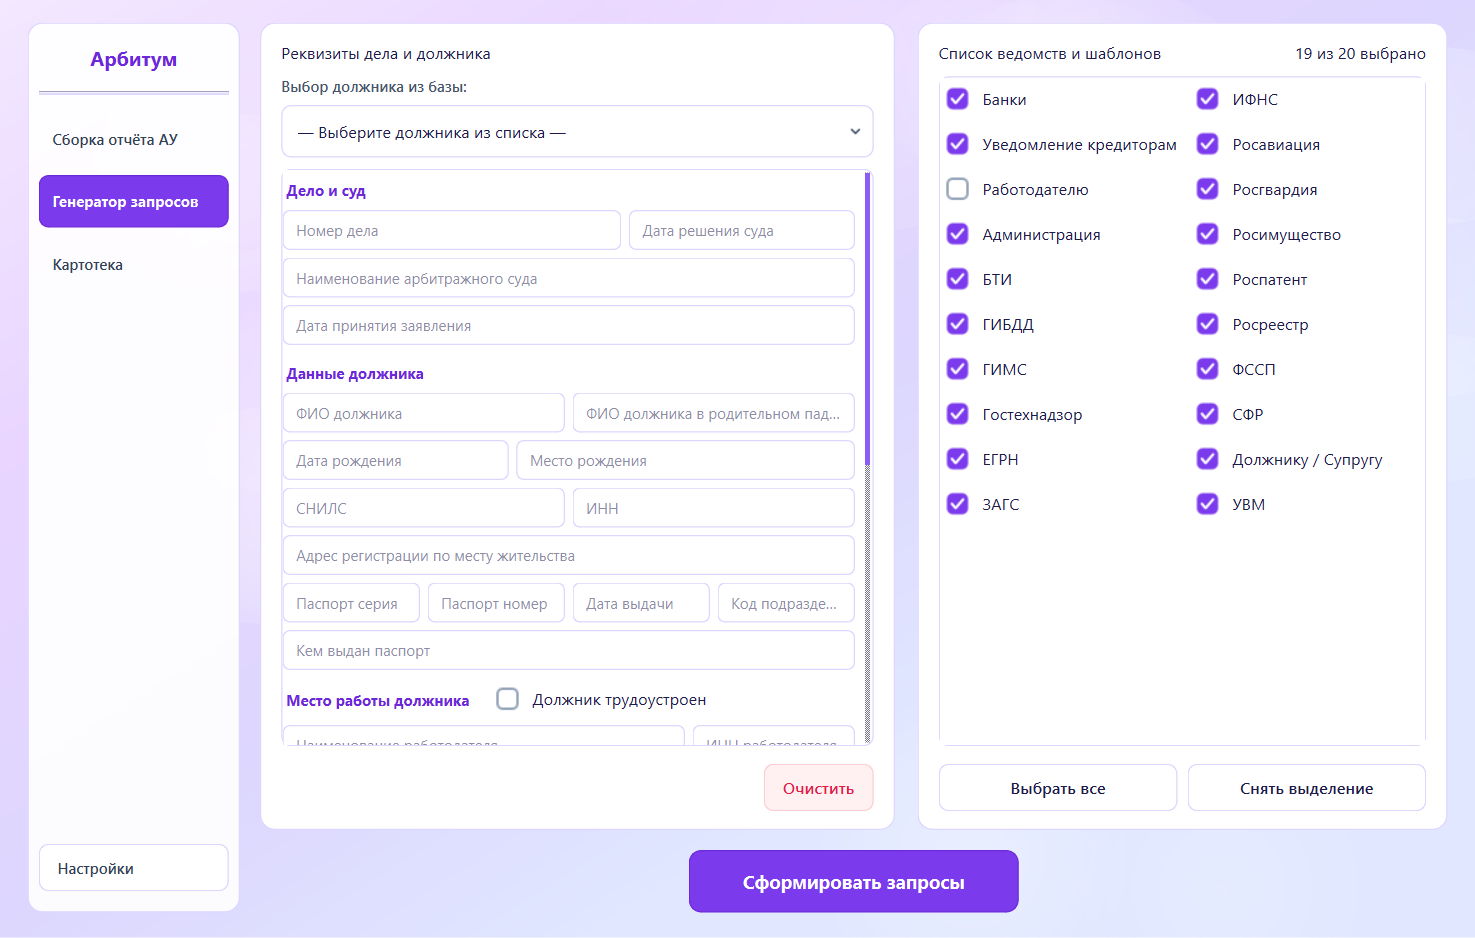 Арбитум
Сборка отчёта АУ
Генератор запросов
Картотека
Настройки
Реквизиты дела и должника
Выбор должника из базы:
— Выберите должника из списка —
Дело и суд
Номер дела
Дата решения суда
Наименование арбитражного суда
Дата принятия заявления
Данные должника
ФИО должника
ФИО должника в родительном пад...
Дата рождения
Место рождения
СНИЛС
ИНН
Адрес регистрации по месту жительства
Паспорт серия
Паспорт номер
Дата выдачи
Код подразде...
Кем выдан паспорт
Место работы должника
Должник трудоустроен
Наименование работодателя
ИНН работодателя
Очистить
Список ведомств и шаблонов
19 из 20 выбрано
Банки
ИФНС
Уведомление кредиторам
Росавиация
Работодателю
Росгвардия
Администрация
Росимущество
БТИ
Роспатент
ГИБДД
Росреестр
ГИМС
ФССП
Гостехнадзор
СФР
ЕГРН
Должнику / Супругу
ЗАГС
УВМ
Выбрать все
Снять выделение
Сформировать запросы